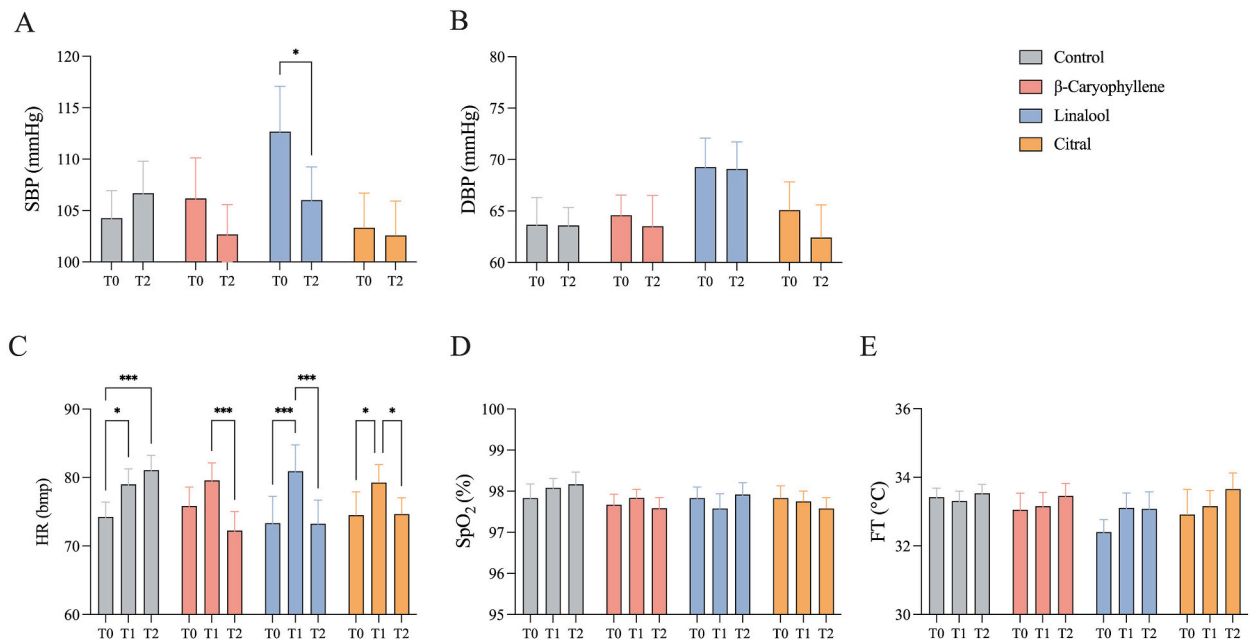 A
SBP (mmHg)
120
115
110
105
100
*
T0 T2 T0 T2 T0 T2 T0 T2
B
DBP (mmHg)
80
75
70
65
60
T0 T2 T0 T2 T0 T2 T0 T2
Control
β-Caryophyllene
Linalool
Citral
C
HR (bmp)
90
80
70
60
***
*
***
***
***
*
*
T0 T1 T2 T0 T1 T2 T0 T1 T2 T0 T1 T2
D
SpO₂ (%)
100
99
98
97
96
95
T0 T1 T2 T0 T1 T2 T0 T1 T2 T0 T1 T2
E
FT (°C)
36
34
32
30
T0 T1 T2 T0 T1 T2 T0 T1 T2 T0 T1 T2